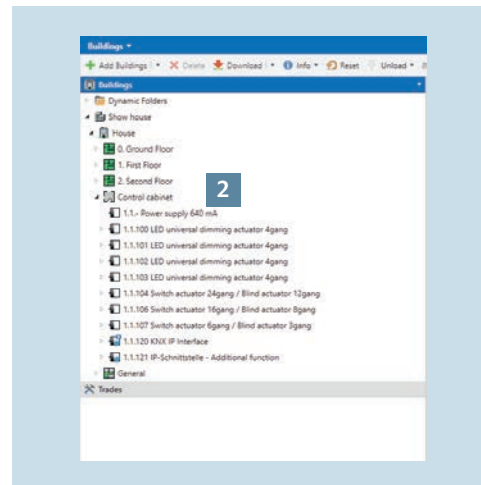 Buildings
Add Buildings Delete Download Info Reset Unload
Buildings
Dynamic Folders
Show house
House
0. Ground Floor
1. First Floor
2. Second Floor
Control cabinet
2
1.1.- Power supply 640 mA
1.1.100 LED universal dimming actuator 4gang
1.1.101 LED universal dimming actuator 4gang
1.1.102 LED universal dimming actuator 4gang
1.1.103 LED universal dimming actuator 4gang
1.1.104 Switch actuator 24gang / Blind actuator 12gang
1.1.106 Switch actuator 16gang / Blind actuator 8gang
1.1.107 Switch actuator 6gang / Blind actuator 3gang
1.1.120 KNX IP Interface
1.1.121 IP-Schnittstelle - Additional function
General
Trades